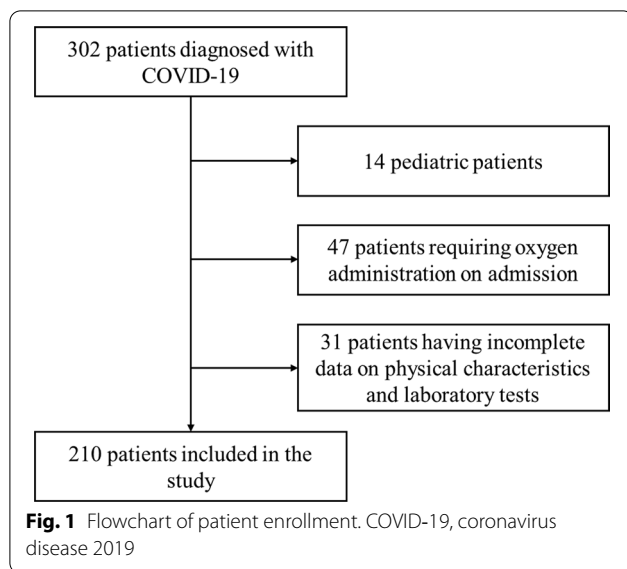 302 patients diagnosed with
COVID-19
14 pediatric patients
47 patients requiring oxygen
administration on admission
31 patients having incomplete
data on physical characteristics
and laboratory tests
210 patients included in the
study
Fig. 1 Flowchart of patient enrollment. COVID-19, coronavirus
disease 2019